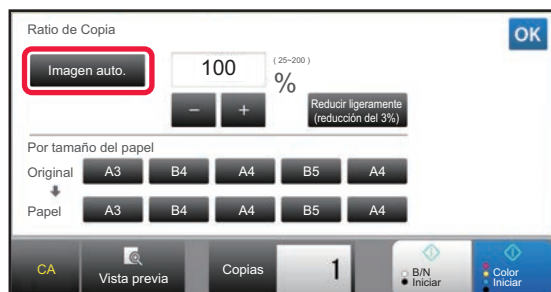 Ratio de Copia
OK
Imagen auto.
100
( 25~200 )
%
−
+
Reducir ligeramente
(reducción del 3%)
Por tamaño del papel
Original A3 B4 A4 B5 A4
Papel A3 B4 A4 B5 A4
CA
Vista previa
Copias
1
B/N
Iniciar
Color
Iniciar